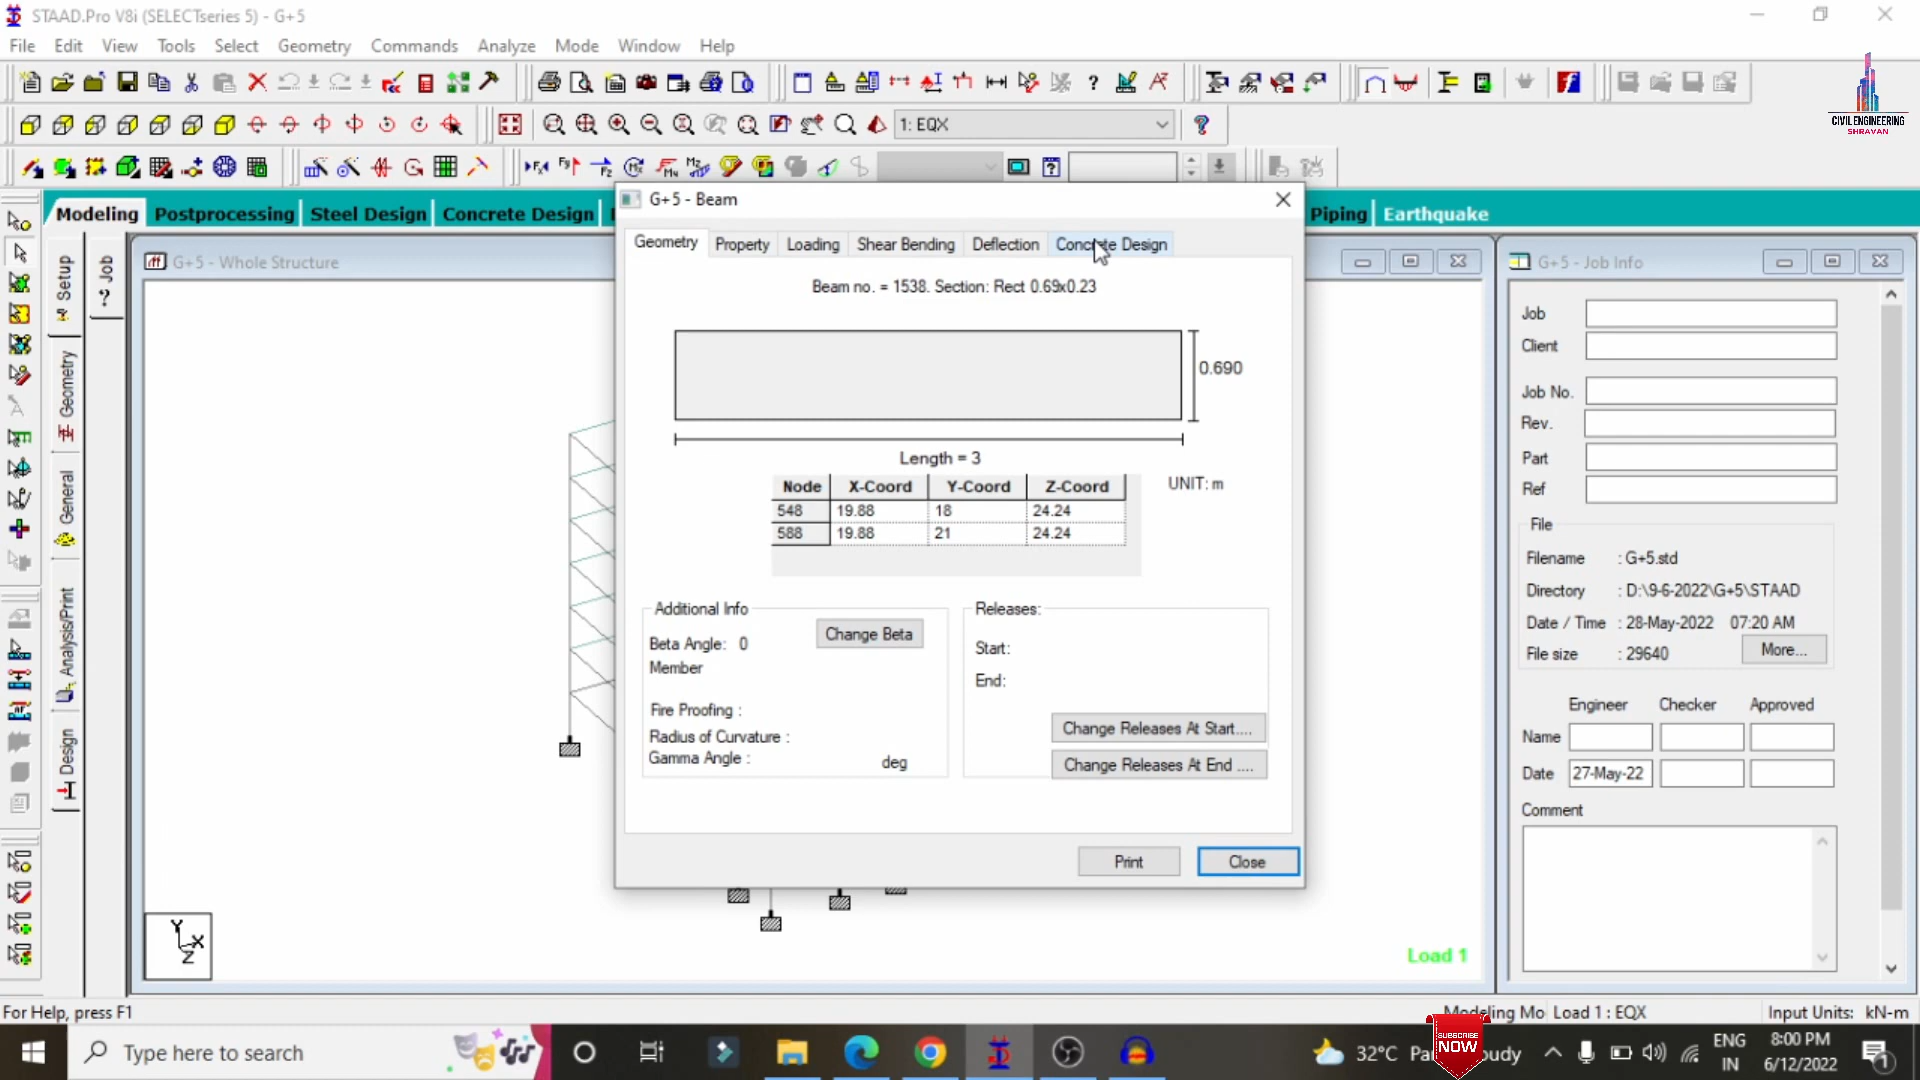 STAAD.Pro V8i (SELECTseries 5) - G+5
File Edit View Tools Select Geometry Commands Analyze Mode Window Help
1: EQX
CIVIL ENGINEERING
SHRAVAN
Modeling Postprocessing Steel Design Concrete Design Piping Earthquake
Setup
Geometry
General
Analysis/Print
Design
Job
G+5 - Whole Structure
G+5 - Beam
Geometry Property Loading Shear Bending Deflection Concrete Design
Beam no. = 1538. Section: Rect 0.69x0.23
0.690
Length = 3
UNIT: m
Node X-Coord Y-Coord Z-Coord
548 19.88 18 24.24
588 19.88 21 24.24
Additional Info
Beta Angle: 0
Change Beta
Member
Fire Proofing :
Radius of Curvature :
Gamma Angle :
deg
Releases:
Start:
End:
Change Releases At Start....
Change Releases At End ....
Print
Close
Y
X
Z
Load 1
G+5 - Job Info
Job
Client
Job No.
Rev.
Part
Ref
File
Filename : G+5.std
Directory : D:\9-6-2022\G+5\STAAD
Date / Time : 28-May-2022 07:20 AM
File size : 29640
More...
Engineer Checker Approved
Name
Date 27-May-22
Comment
For Help, press F1
Modeling Mo Load 1 : EQX Input Units: kN-m
Type here to search
SUBSCRIBE
NOW
32°C
ENG
IN
8:00 PM
6/12/2022
1